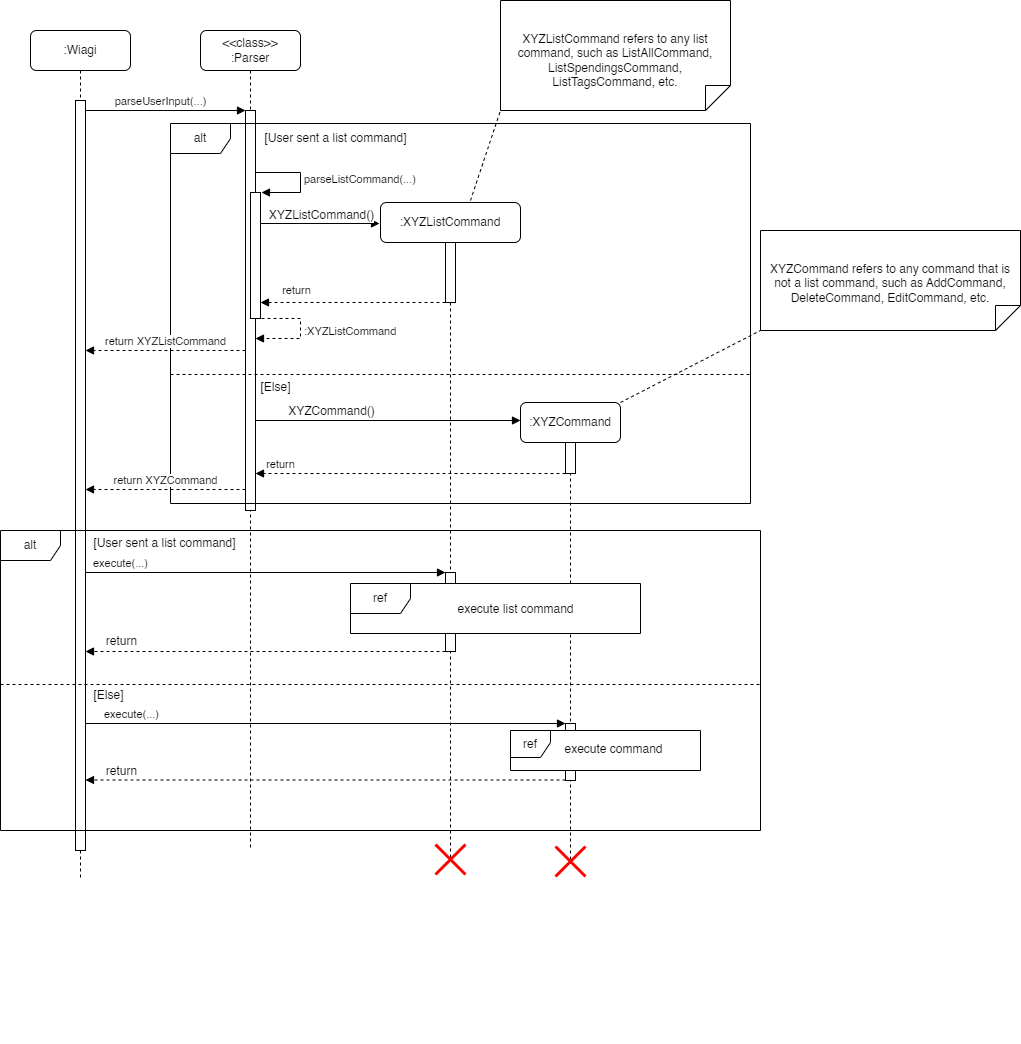 XYZListCommand refers to any list
command, such as ListAllCommand,
ListSpendingsCommand,
ListTagsCommand, etc.
:Wiagi
<<class>>
:Parser
parseUserInput(...)
alt
[User sent a list command]
parseListCommand(...)
XYZListCommand()
:XYZListCommand
XYZCommand refers to any command that is
not a list command, such as AddCommand,
DeleteCommand, EditCommand, etc.
return
:XYZListCommand
return XYZListCommand
[Else]
XYZCommand()
:XYZCommand
return
return XYZCommand
alt
[User sent a list command]
execute(...)
ref
execute list command
return
[Else]
execute(...)
ref
execute command
return